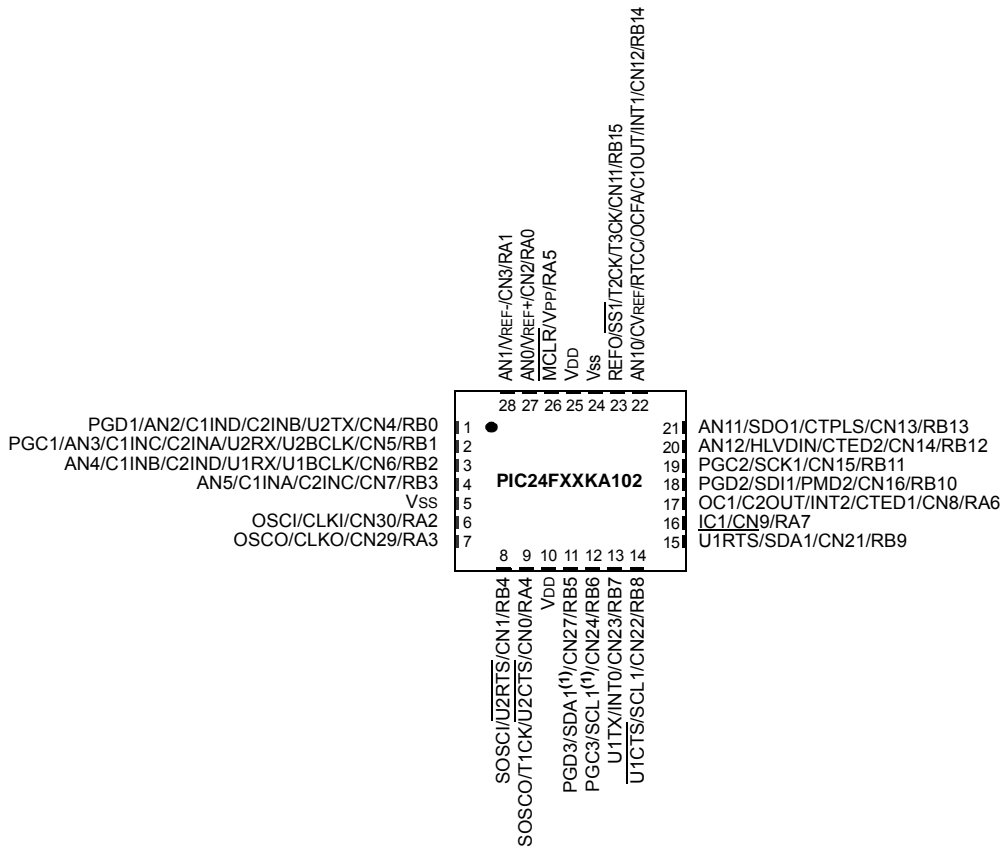 AN1/VREF-/CN3/RA1
AN0/VREF+/CN2/RA0
MCLR/VPP/RA5
VDD
VSS
REFO/SS1/T2CK/T3CK/CN11/RB15
AN10/CVREF/RTCC/OCFA/C1OUT/INT1/CN12/RB14
28 27 26 25 24 23 22
PGD1/AN2/C1IND/C2INB/U2TX/CN4/RB0 1
PGC1/AN3/C1INC/C2INA/U2RX/U2BCLK/CN5/RB1 2
AN4/C1INB/C2IND/U1RX/U1BCLK/CN6/RB2 3
AN5/C1INA/C2INC/CN7/RB3 4
VSS 5
OSCI/CLKI/CN30/RA2 6
OSCO/CLKO/CN29/RA3 7
PIC24FXXKA102
21 AN11/SDO1/CTPLS/CN13/RB13
20 AN12/HLVDIN/CTED2/CN14/RB12
19 PGC2/SCK1/CN15/RB11
18 PGD2/SDI1/PMD2/CN16/RB10
17 OC1/C2OUT/INT2/CTED1/CN8/RA6
16 IC1/CN9/RA7
15 U1RTS/SDA1/CN21/RB9
8 9 10 11 12 13 14
SOSCI/U2RTS/CN1/RB4
SOSCO/T1CK/U2CTS/CN0/RA4
VDD
PGD3/SDA1(1)/CN27/RB5
PGC3/SCL1(1)/CN24/RB6
U1TX/INT0/CN23/RB7
U1CTS/SCL1/CN22/RB8